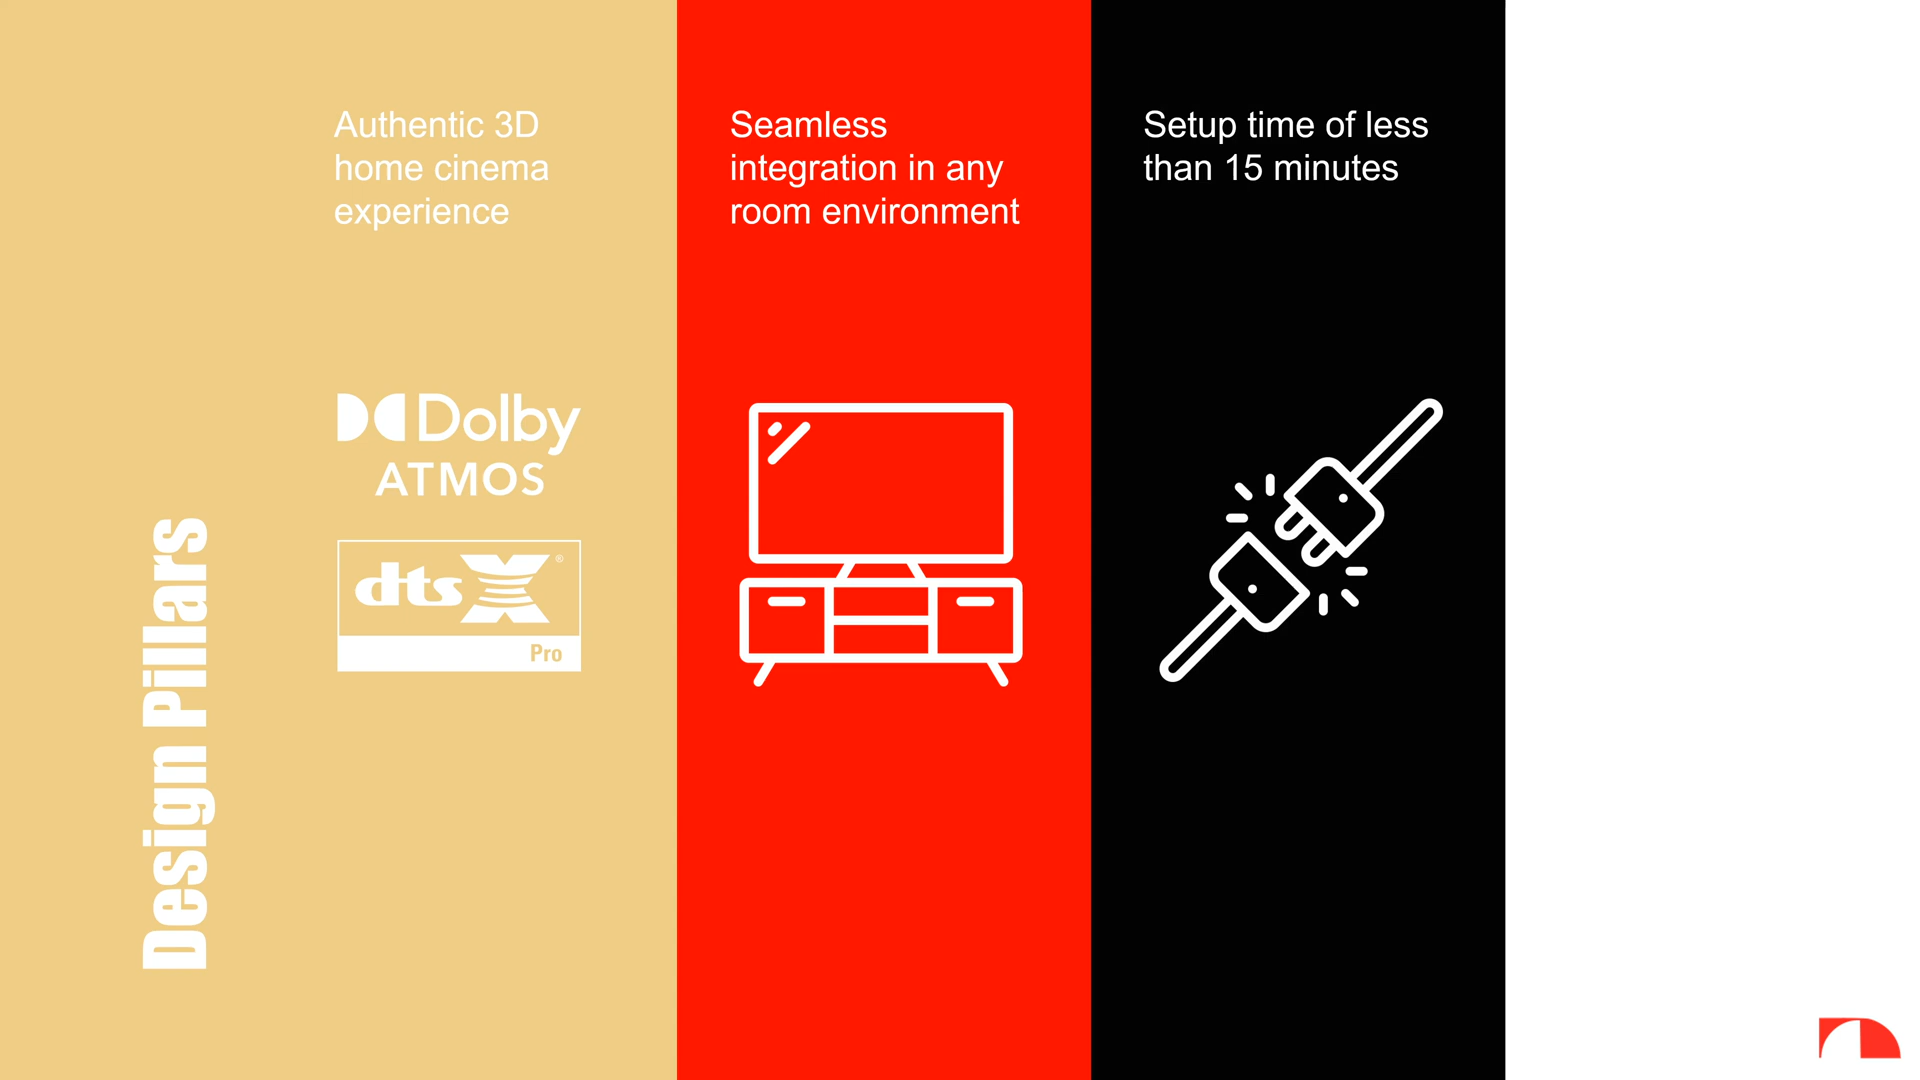 Design Pillars
Authentic 3D
home cinema
experience
Dolby
ATMOS
dts X ®
Pro
Seamless
integration in any
room environment
Setup time of less
than 15 minutes